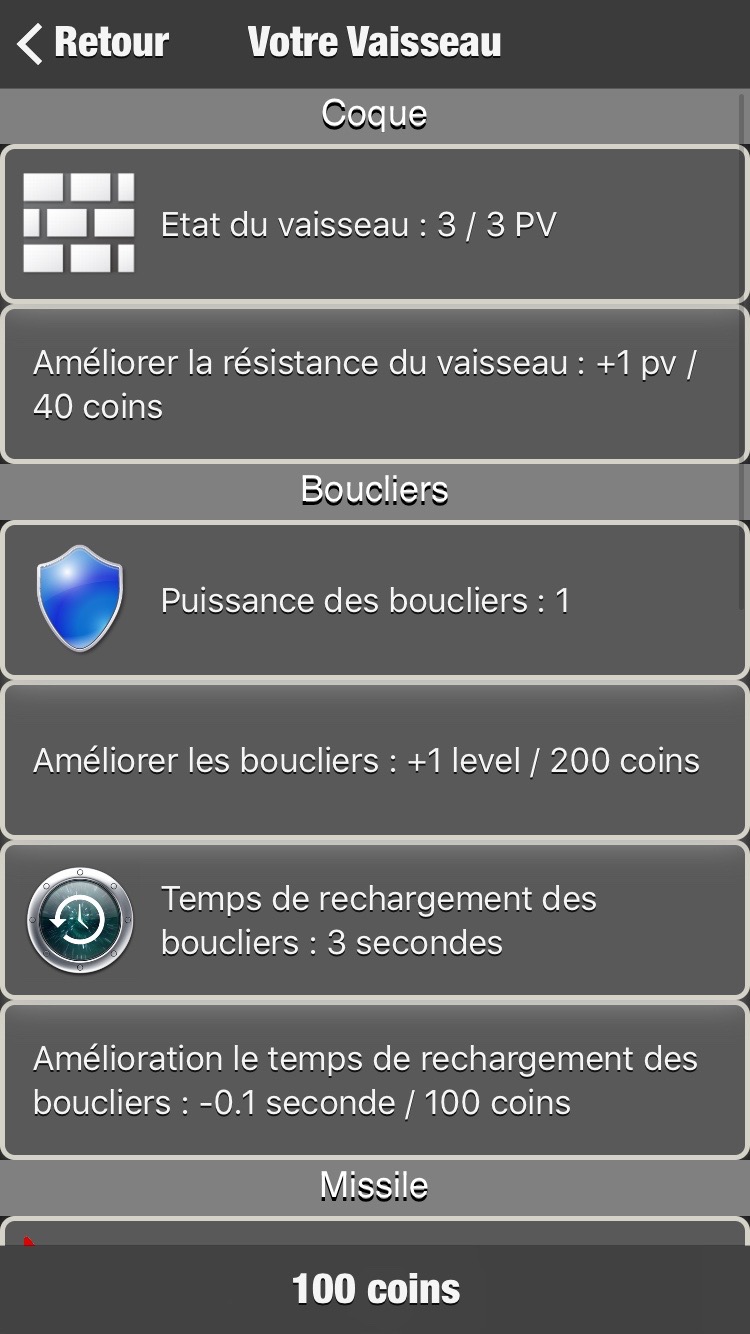 Retour
Votre Vaisseau
Coque
Etat du vaisseau : 3 / 3 PV
Améliorer la résistance du vaisseau : +1 pv /
40 coins
Boucliers
Puissance des boucliers : 1
Améliorer les boucliers : +1 level / 200 coins
Temps de rechargement des
boucliers : 3 secondes
Amélioration le temps de rechargement des
boucliers : -0.1 seconde / 100 coins
Missile
100 coins